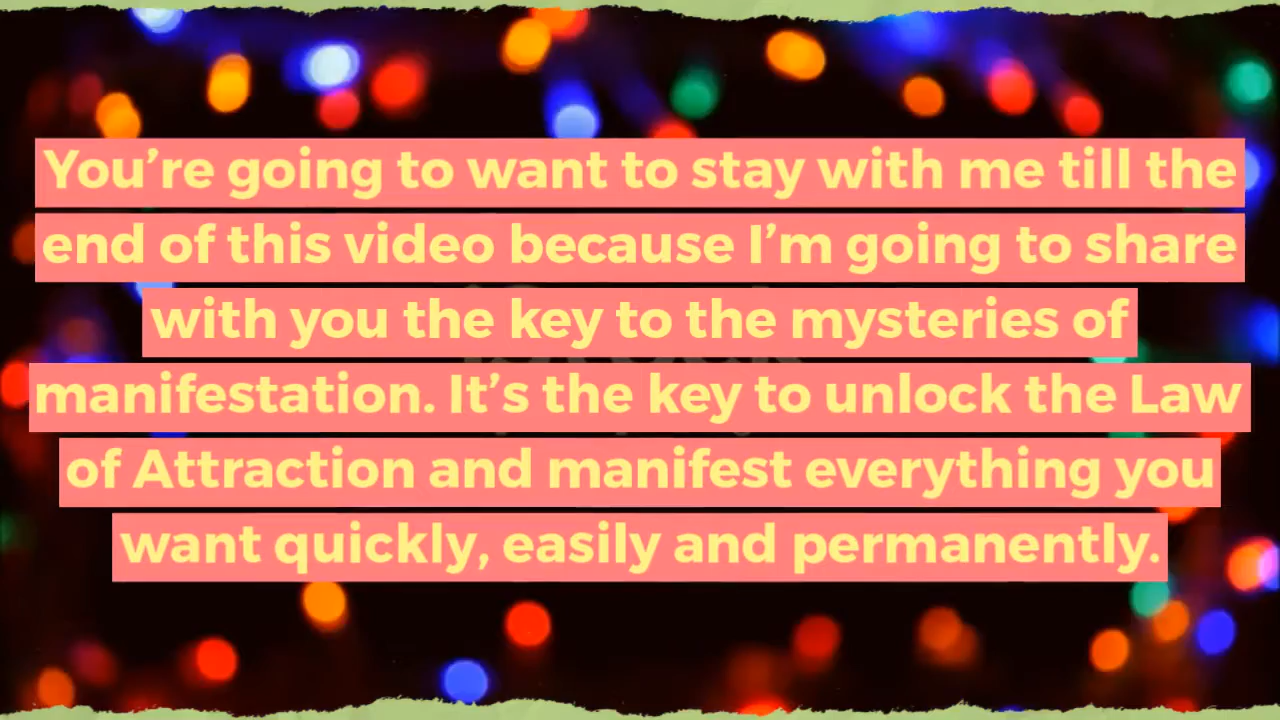 You’re going to want to stay with me till the
end of this video because I’m going to share
with you the key to the mysteries of
manifestation. It’s the key to unlock the Law
of Attraction and manifest everything you
want quickly, easily and permanently.